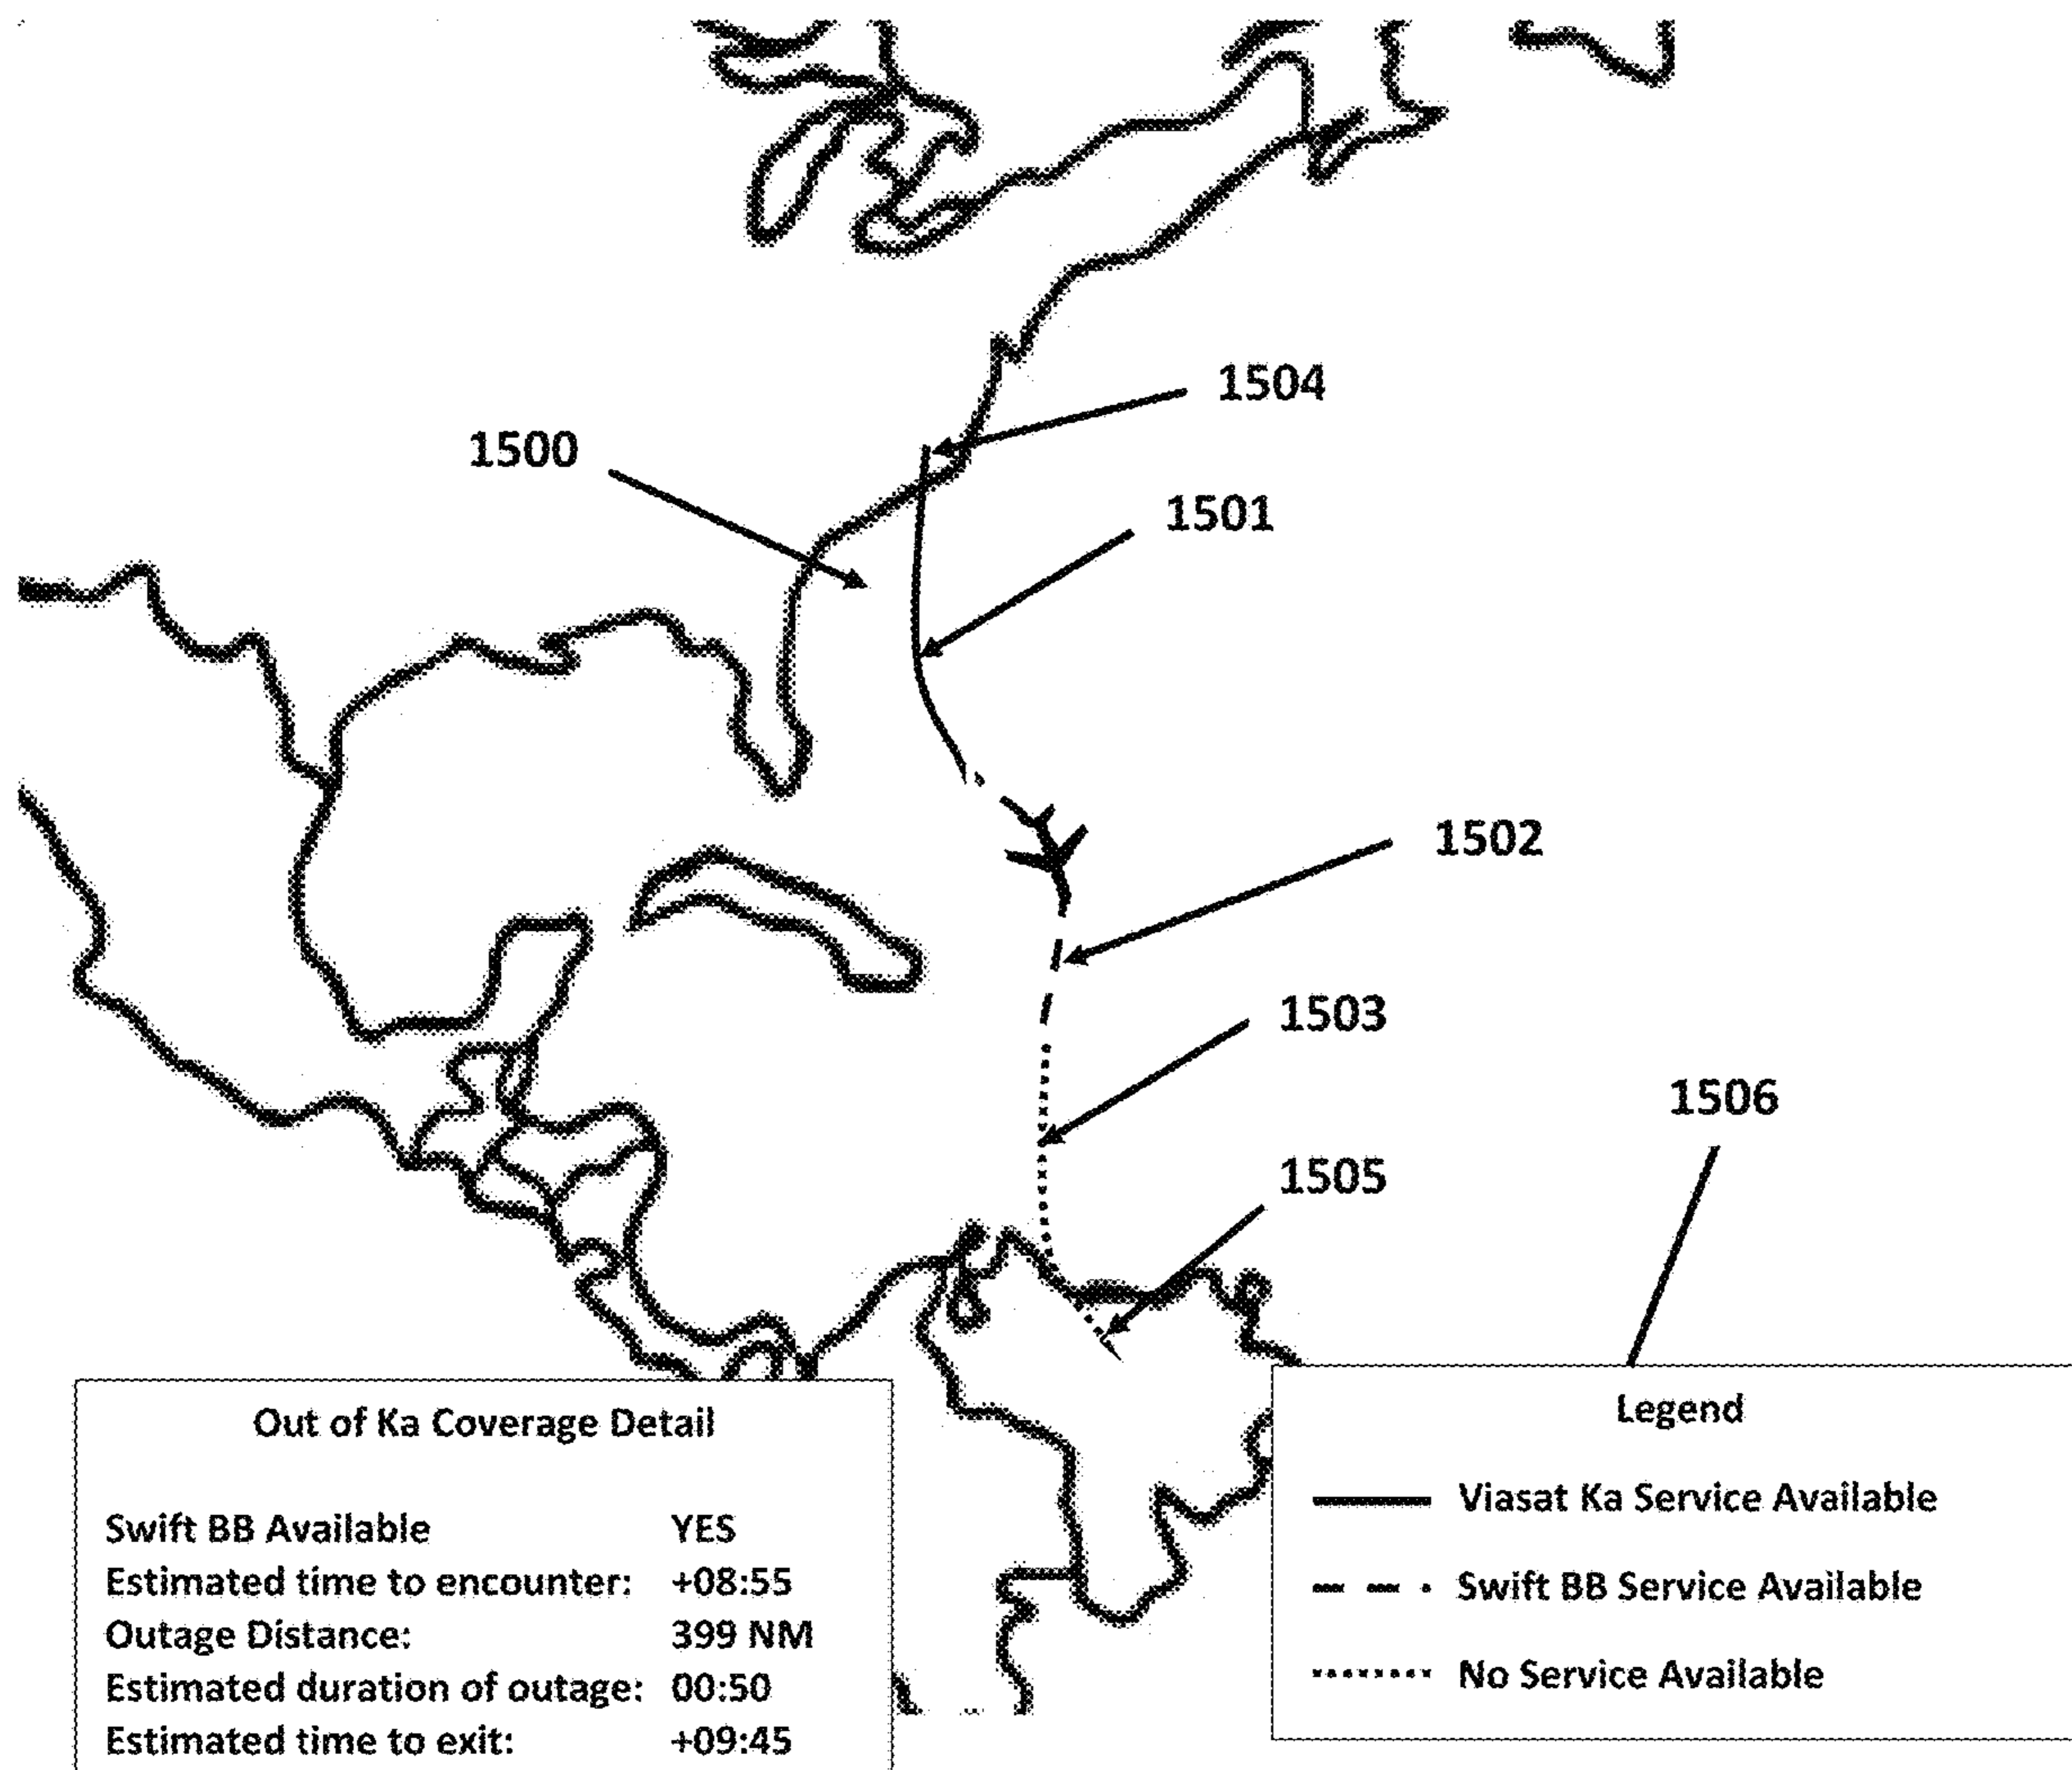 1504
1500
1501
1502
1503
1506
1505
Out of Ka Coverage Detail
Swift BB Available YES
Estimated time to encounter: +08:55
Outage Distance: 399 NM
Estimated duration of outage: 00:50
Estimated time to exit: +09:45
Legend
Viasat Ka Service Available
Swift BB Service Available
No Service Available